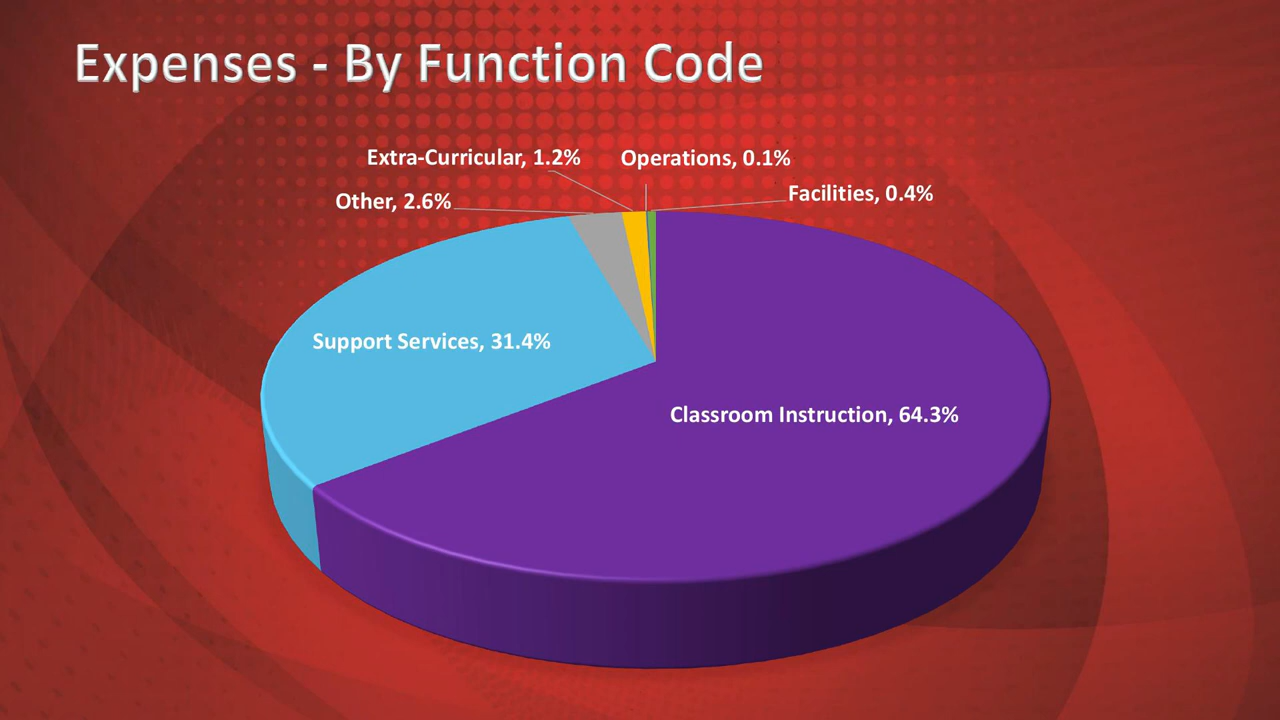 Expenses - By Function Code
Extra-Curricular, 1.2%
Operations, 0.1%
Other, 2.6%
Facilities, 0.4%
Support Services, 31.4%
Classroom Instruction, 64.3%